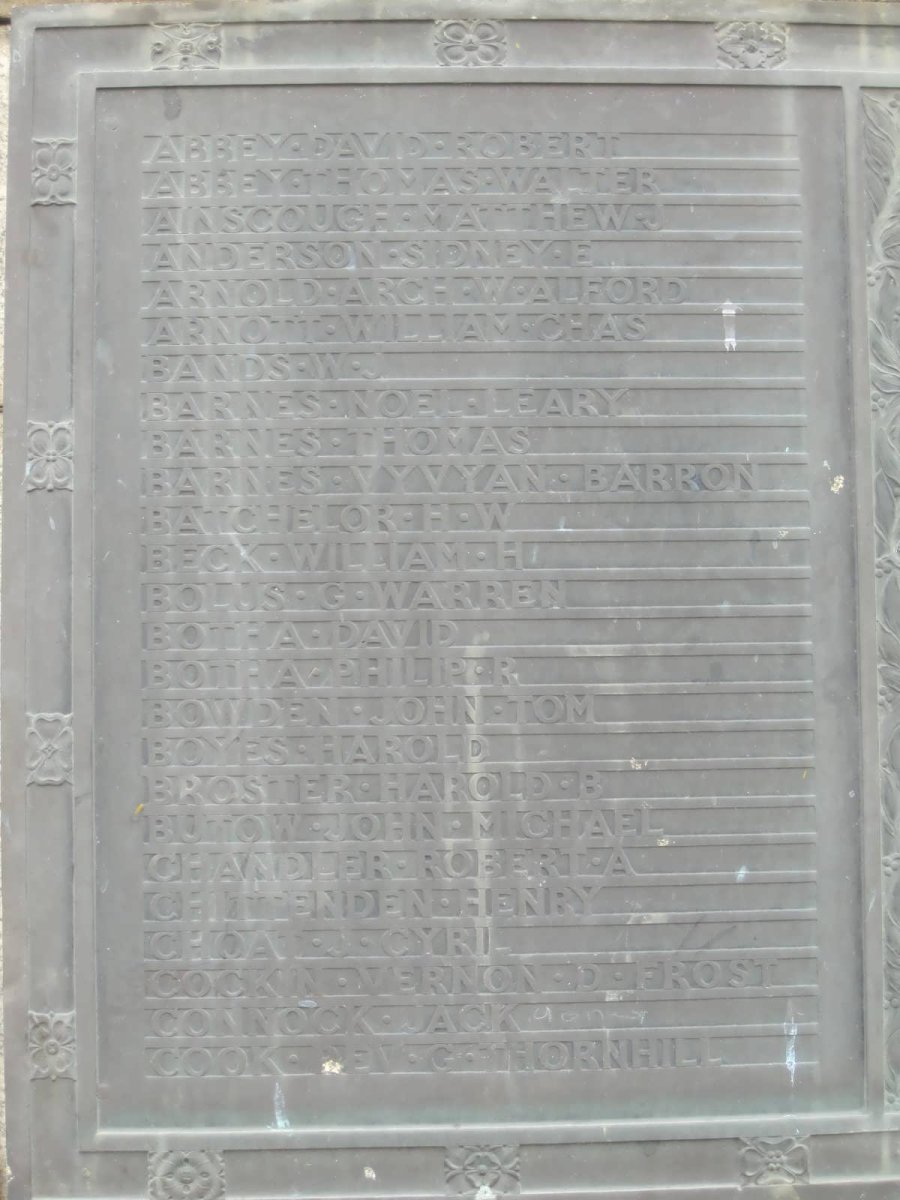 ABBEY·DAVID·ROBERT
ABBEY·THOMAS·WALTER
AINSCOUGH·MATTHEW·J
ANDERSON·SIDNEY·E
ARNOLD·ARCH·W·ALFORD
ARNOTT·WILLIAM·CHAS
BANDS·W·J
BARNES·NOEL·LEARY
BARNES·THOMAS
BARNES·VYVYAN·BARRON
BATCHELOR·H·W
BECK·WILLIAM·H
BOLUS·G·WARREN
BOTHA·DAVID
BOTHA·PHILIP·R
BOWDEN·JOHN·TOM
BOYES·HAROLD
BROSTER·HAROLD·B
BUTOW·JOHN·MICHAEL
CHANDLER·ROBERT·A
CHITTENDEN·HENRY
CHOAT·J·CYRIL
COCKIN·VERNON·D·FROST
CONNOCK·JACK
COOK·REV·G·THORNHILL